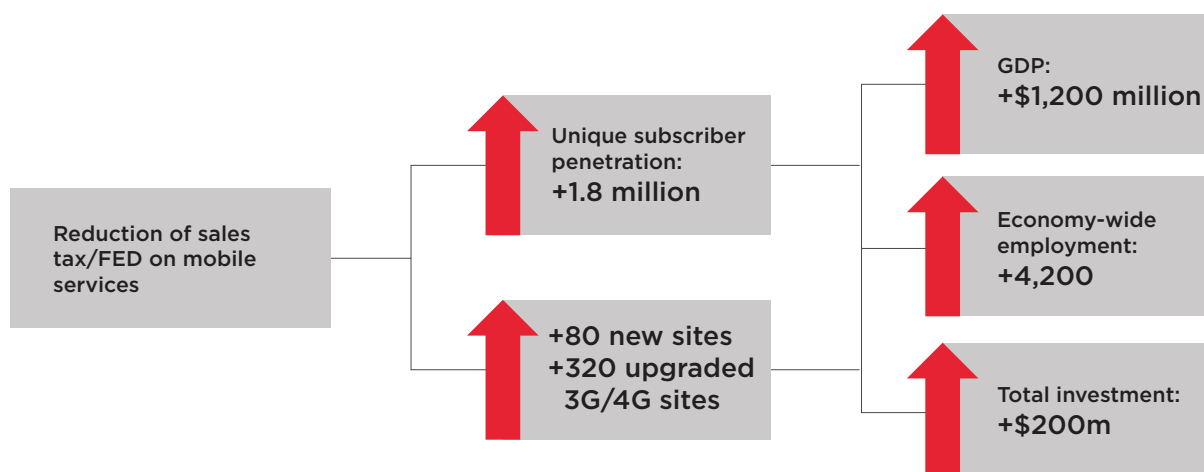 Reduction of sales
tax/FED on mobile
services
Unique subscriber
penetration:
+1.8 million
+80 new sites
+320 upgraded
3G/4G sites
GDP:
+$1,200 million
Economy-wide
employment:
+4,200
Total investment:
+$200m